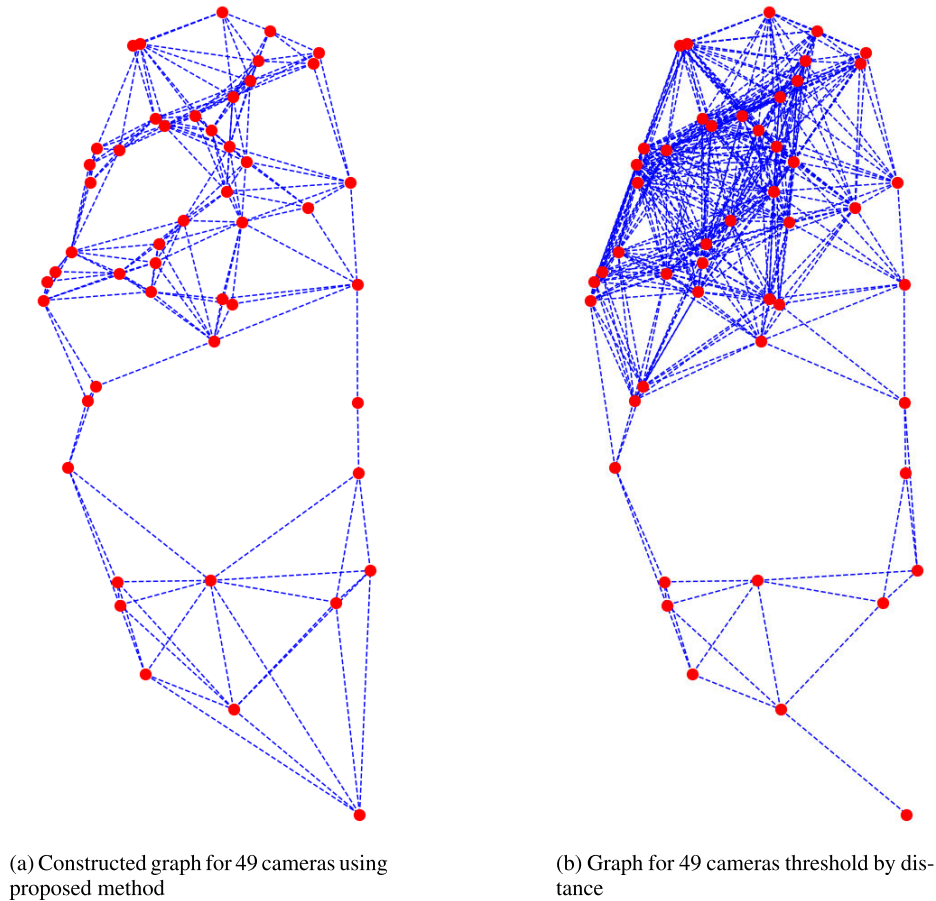 (a) Constructed graph for 49 cameras using
proposed method
(b) Graph for 49 cameras threshold by dis-
tance